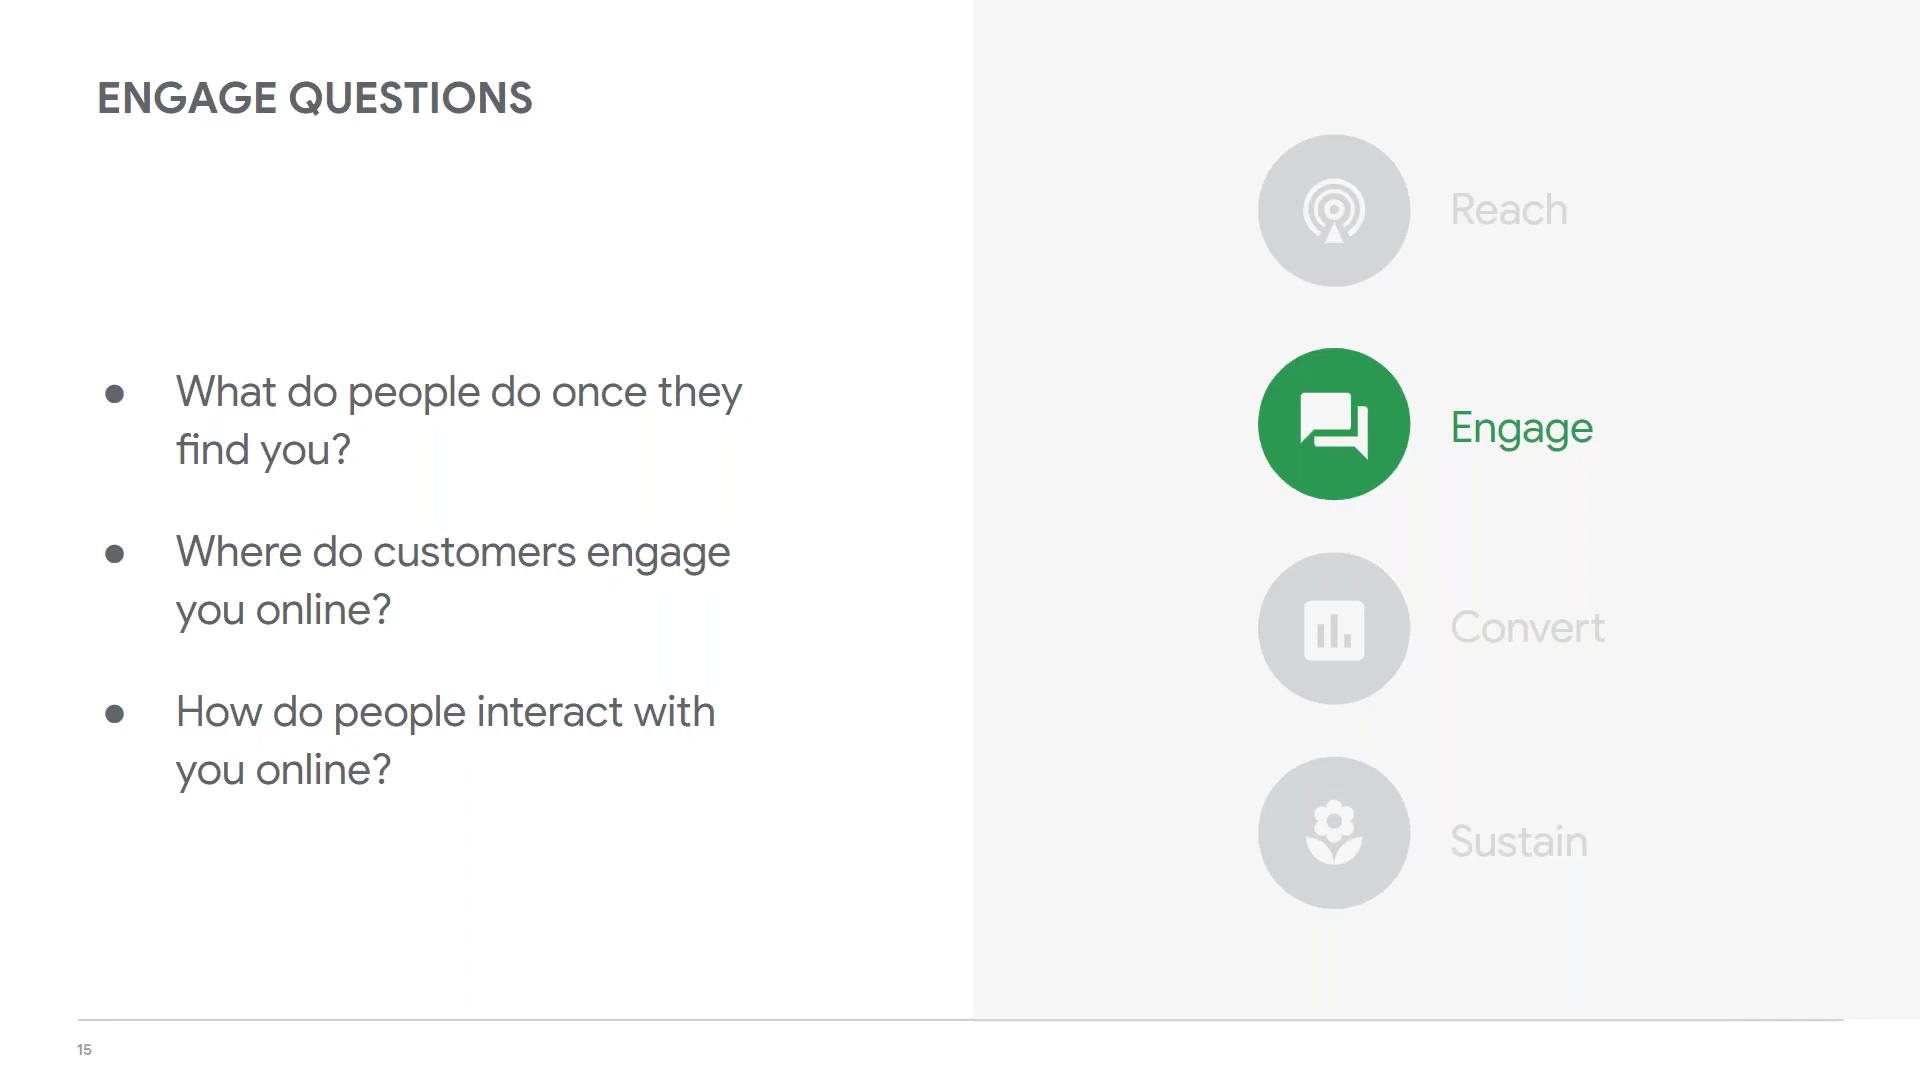 ENGAGE QUESTIONS
● What do people do once they
find you?
● Where do customers engage
you online?
● How do people interact with
you online?
Reach
Engage
Convert
Sustain
15